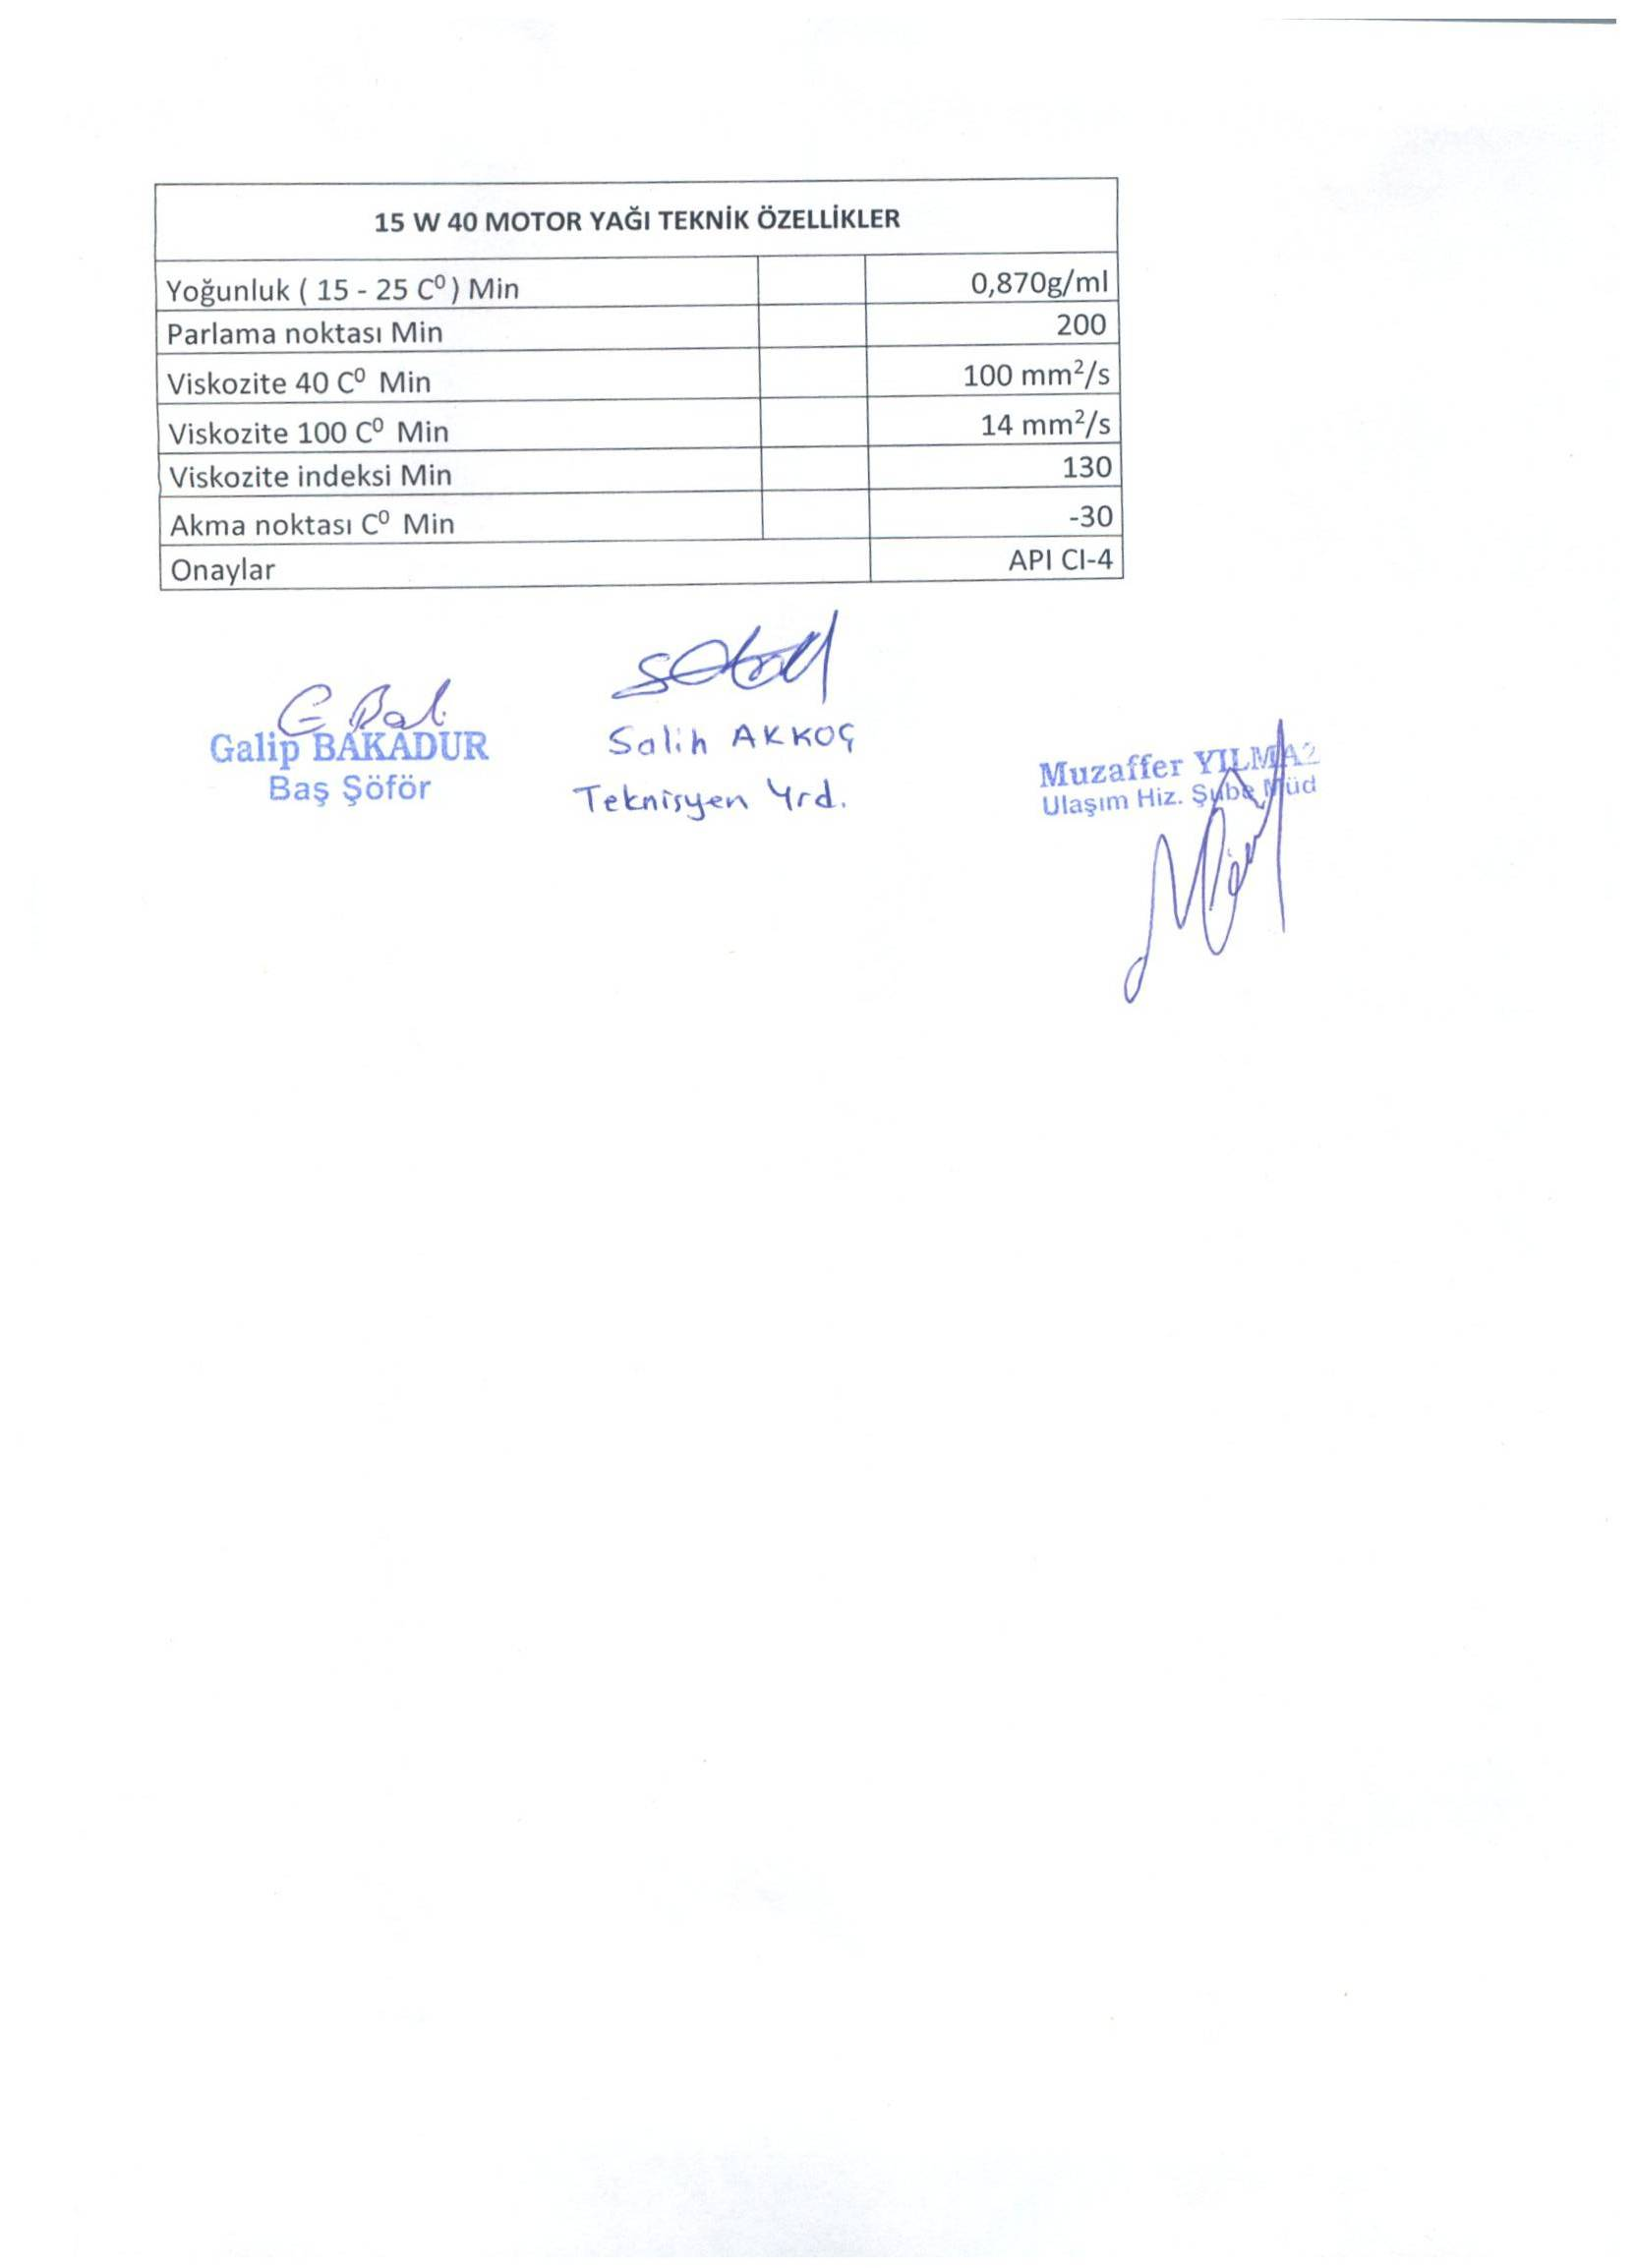 15 W 40 MOTOR YAĞI TEKNİK ÖZELLİKLER
Yoğunluk ( 15 - 25 C⁰ ) Min 0,870g/ml
Parlama noktası Min 200
Viskozite 40 C⁰ Min 100 mm²/s
Viskozite 100 C⁰ Min 14 mm²/s
Viskozite indeksi Min 130
Akma noktası C⁰ Min -30
Onaylar API CI-4
Galip BAKADUR
Baş Şöför
Salih AKKOÇ
Teknisyen Yrd.
Muzaffer YILMAZ
Ulaşım Hiz. Şube Müd